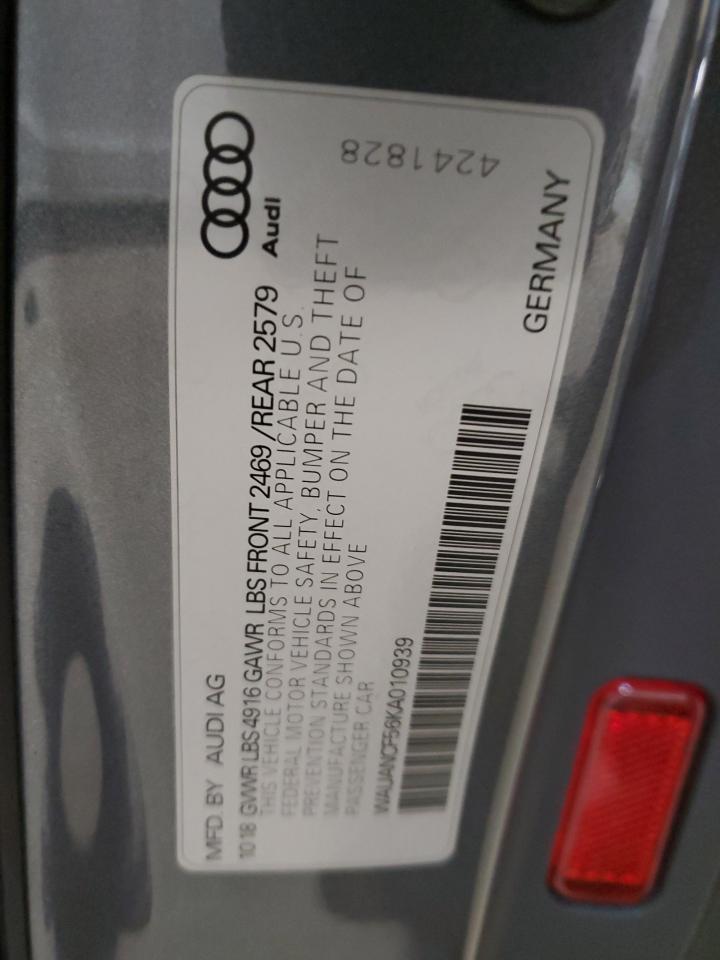 Audi
MFD. BY AUDI AG
10 18 GVWR LBS 4916 GAWR LBS FRONT 2469 /REAR 2579
THIS VEHICLE CONFORMS TO ALL APPLICABLE U.S.
FEDERAL MOTOR VEHICLE SAFETY, BUMPER AND THEFT
PREVENTION STANDARDS IN EFFECT ON THE DATE OF
MANUFACTURE SHOWN ABOVE
PASSENGER CAR
WAUANCF56KA010939
GERMANY
4241828